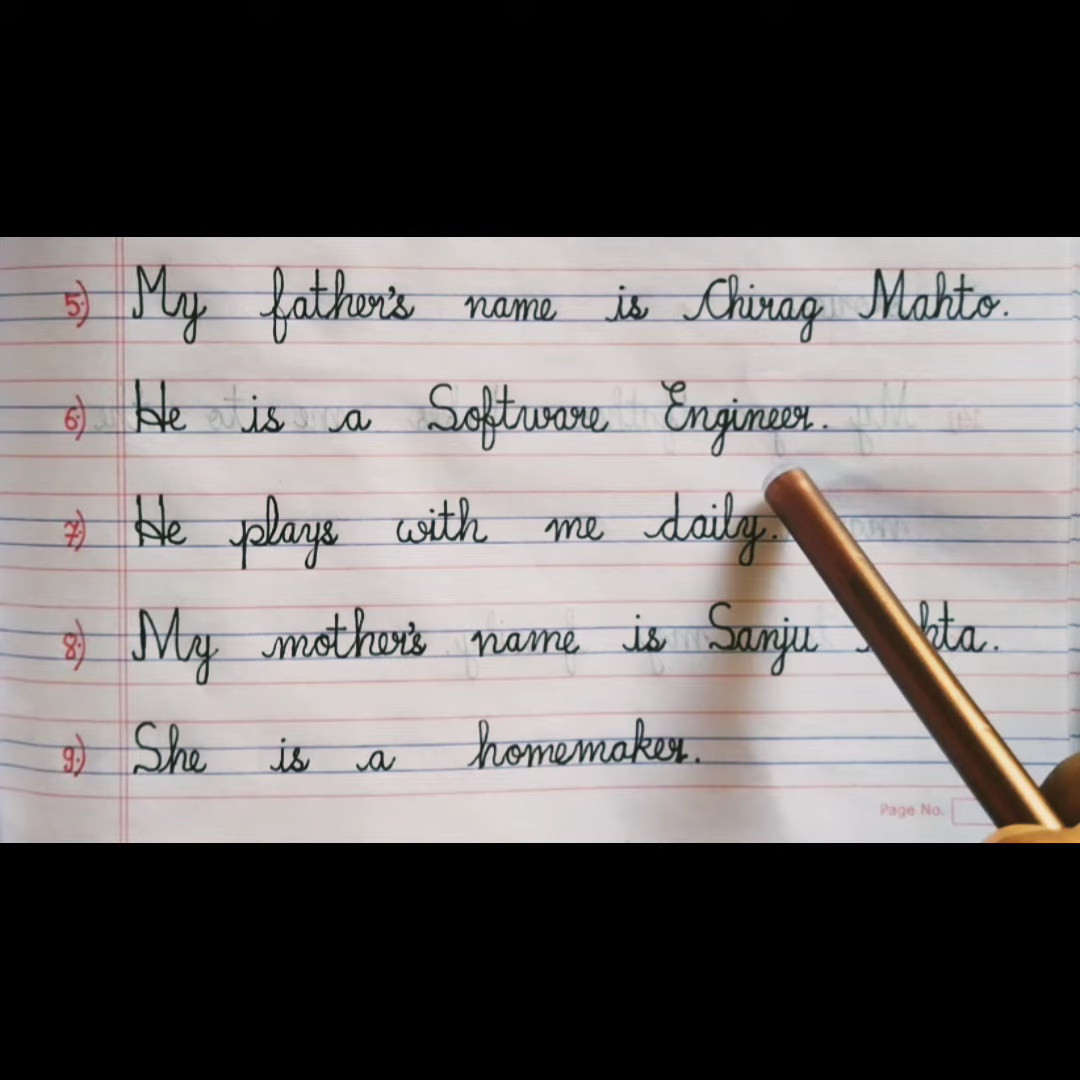 5) My father's name is Chirag Mahto.
6) He is a Software Engineer.
7) He plays with me daily.
8) My mother's name is Sanju
9) She is a homemaker.
Page No.